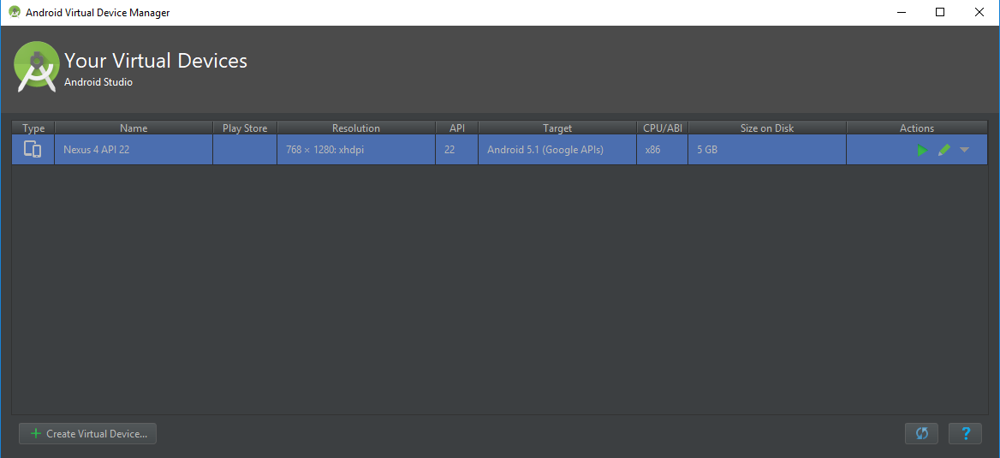 Android Virtual Device Manager
Your Virtual Devices
Android Studio
Type Name Play Store Resolution API Target CPU/ABI Size on Disk Actions
Nexus 4 API 22 768 × 1280: xhdpi 22 Android 5.1 (Google APIs) x86 5 GB
+ Create Virtual Device...
?